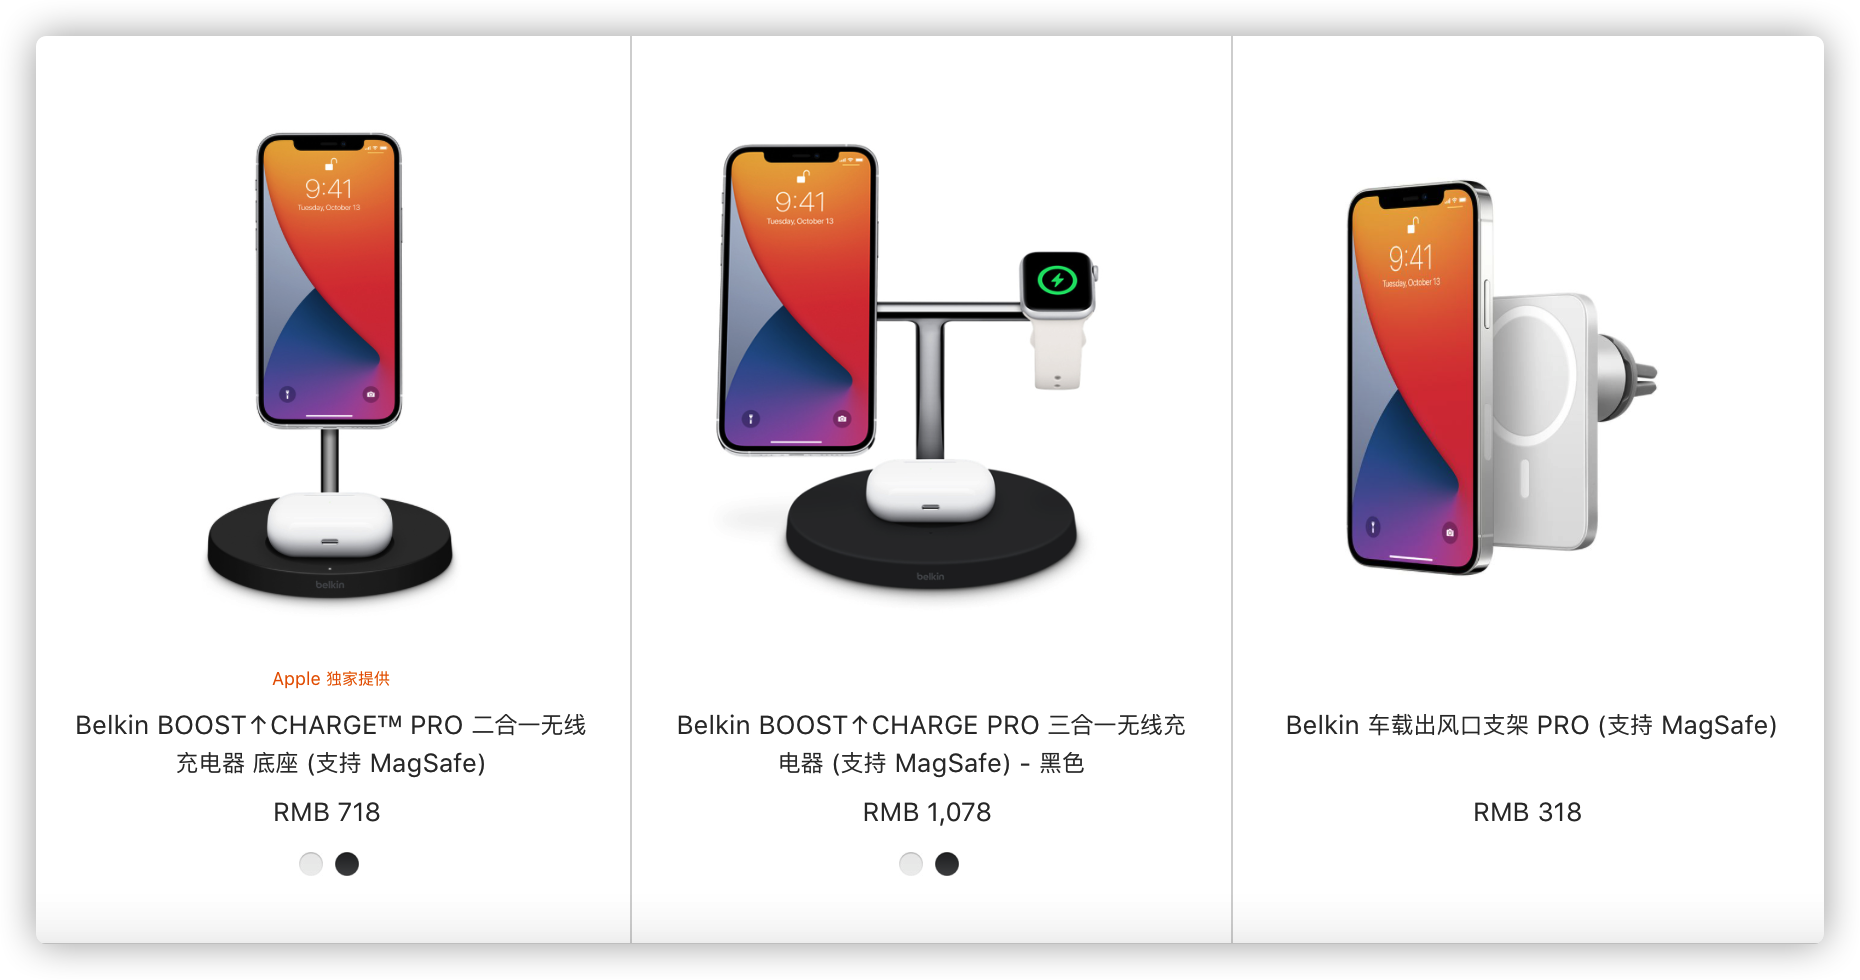 9:41
Tuesday, October 13
belkin
Apple 独家提供
Belkin BOOST↑CHARGE™ PRO 二合一无线
充电器 底座 (支持 MagSafe)
RMB 718
9:41
Tuesday, October 13
belkin
Belkin BOOST↑CHARGE PRO 三合一无线充
电器 (支持 MagSafe) - 黑色
RMB 1,078
9:41
Tuesday, October 13
Belkin 车载出风口支架 PRO (支持 MagSafe)
RMB 318